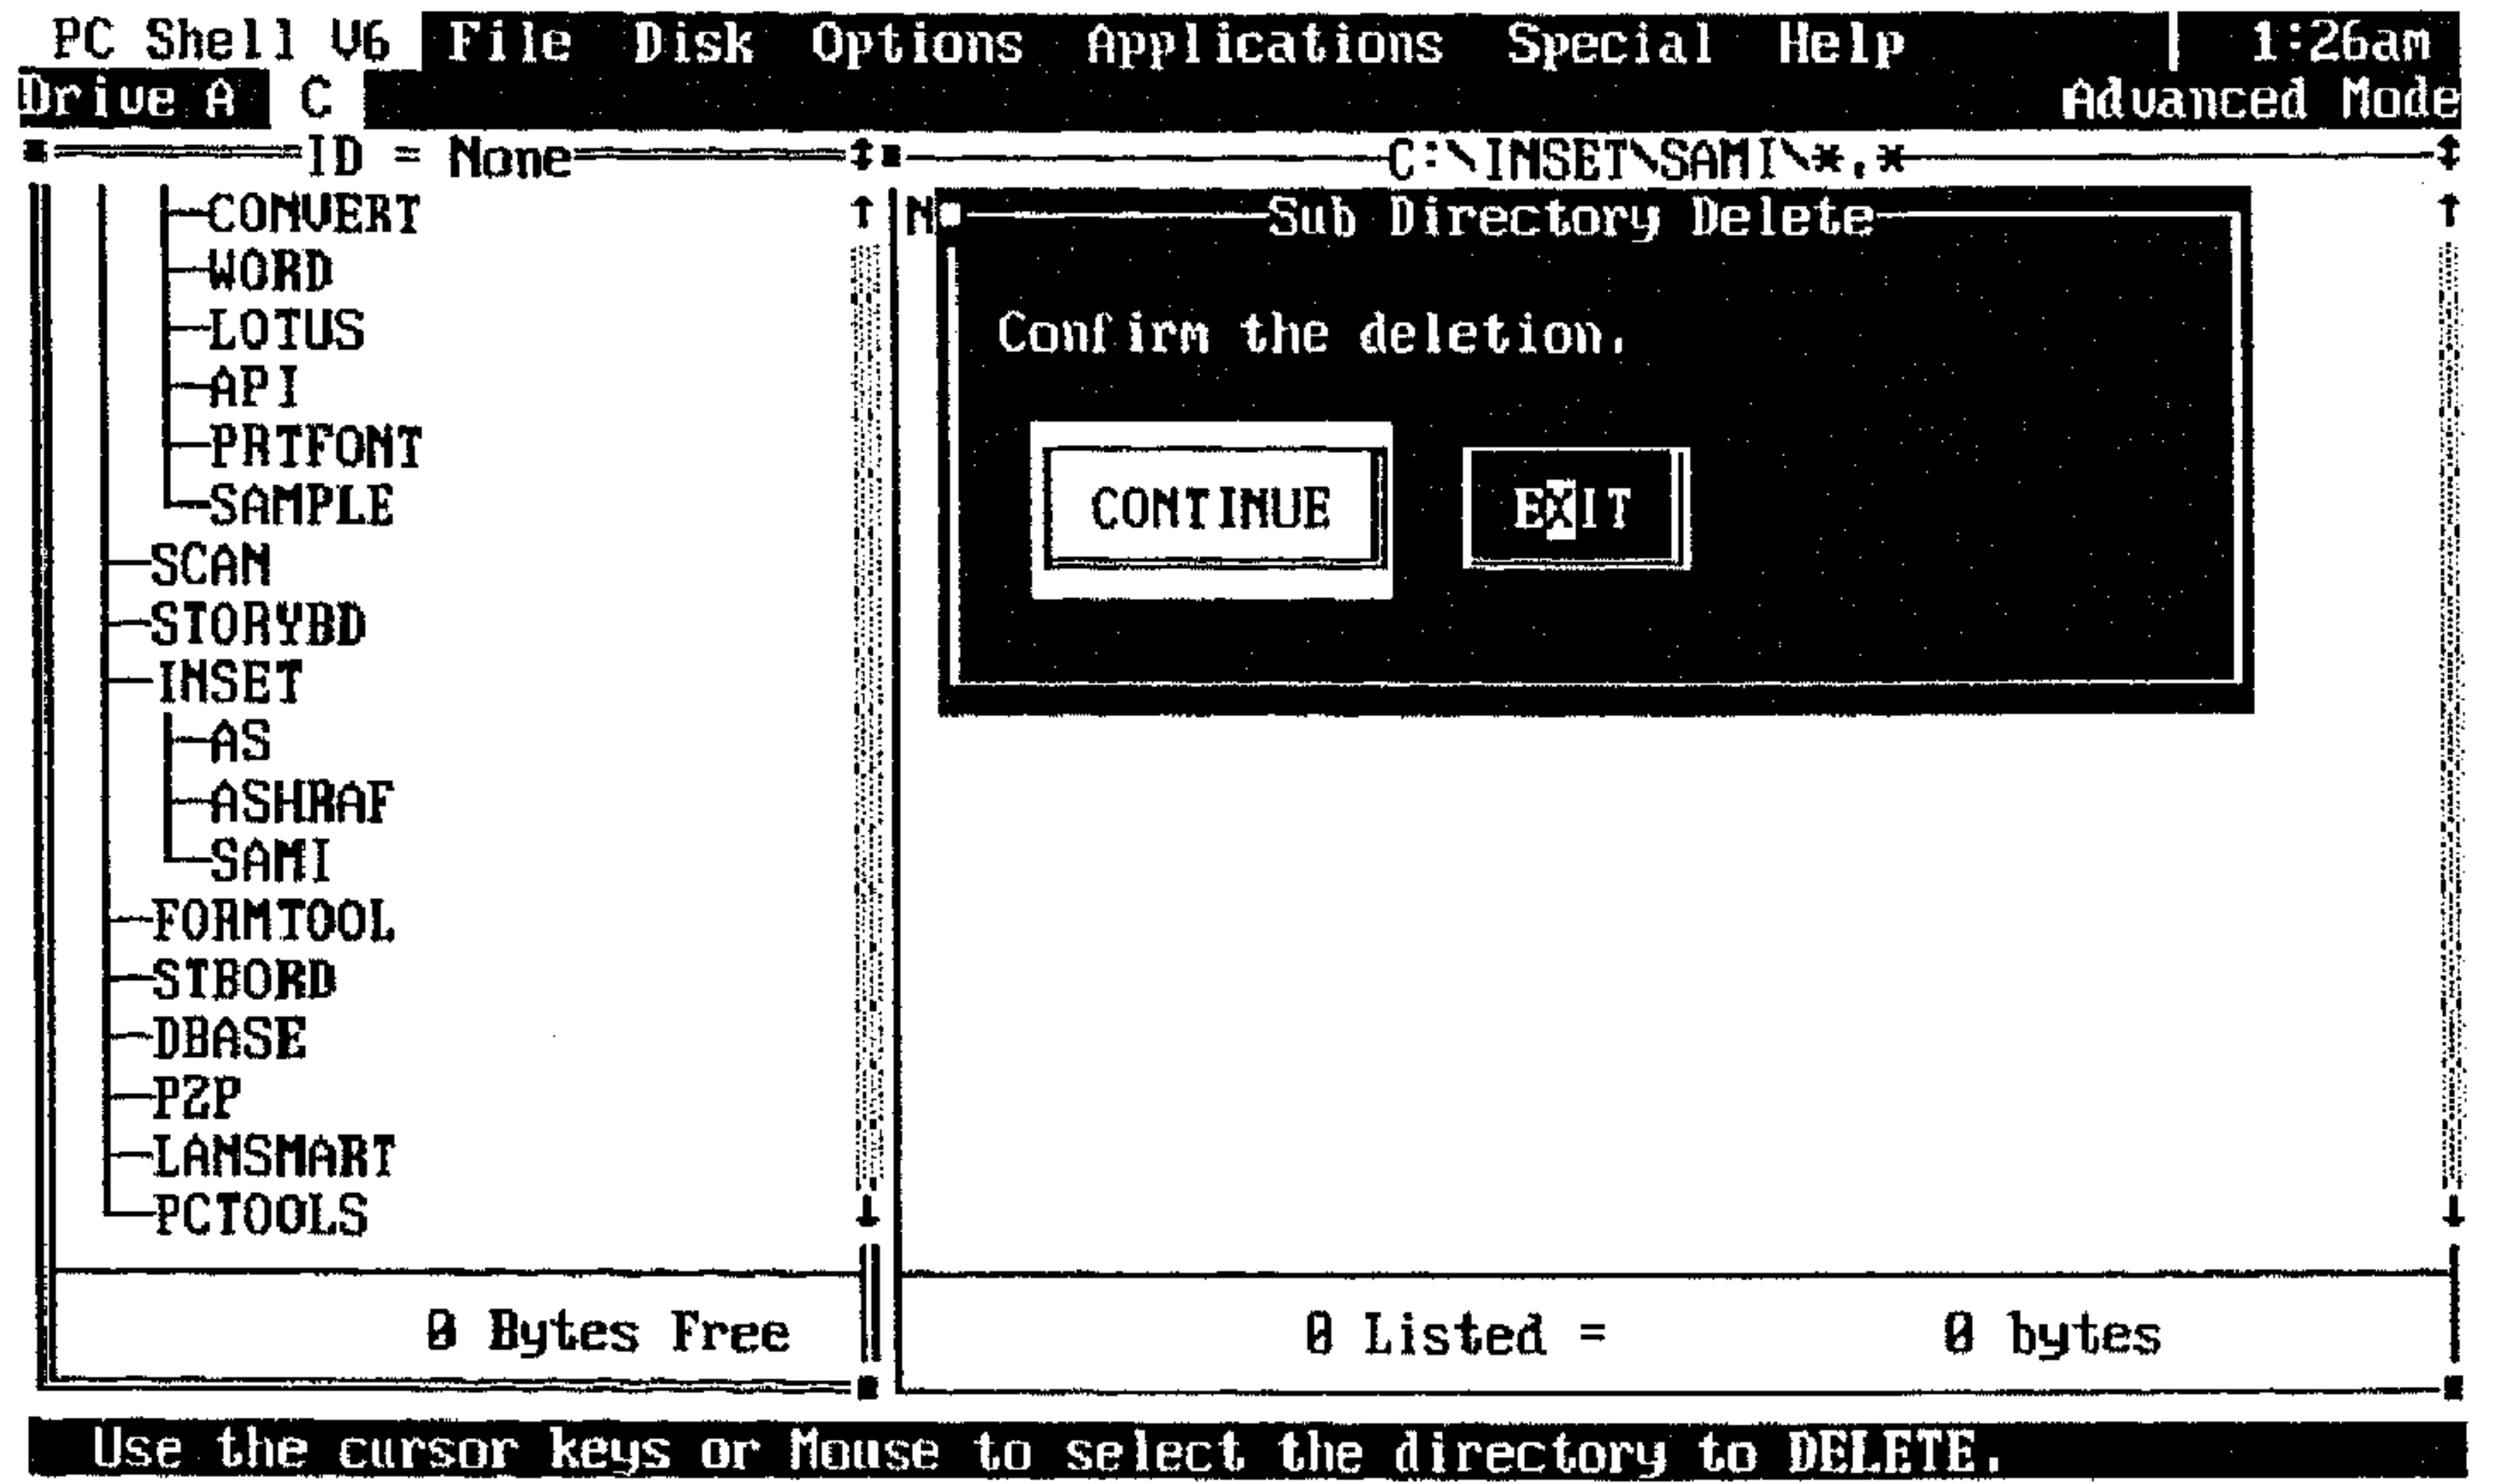 PC Shell V6 File Disk Options Applications Special Help 1:26am
Drive A C Advanced Mode
ID = None
C:\INSET\SAMI\*.*
CONVERT
WORD
LOTUS
API
PRTFONT
SAMPLE
SCAN
STORYBD
INSET
AS
ASHRAF
SAMI
FORMTOOL
STBORD
DBASE
P2P
LANSMART
PCTOOLS
N
Sub Directory Delete
Confirm the deletion.
CONTINUE EXIT
0 Bytes Free
0 Listed = 0 bytes
Use the cursor keys or Mouse to select the directory to DELETE.